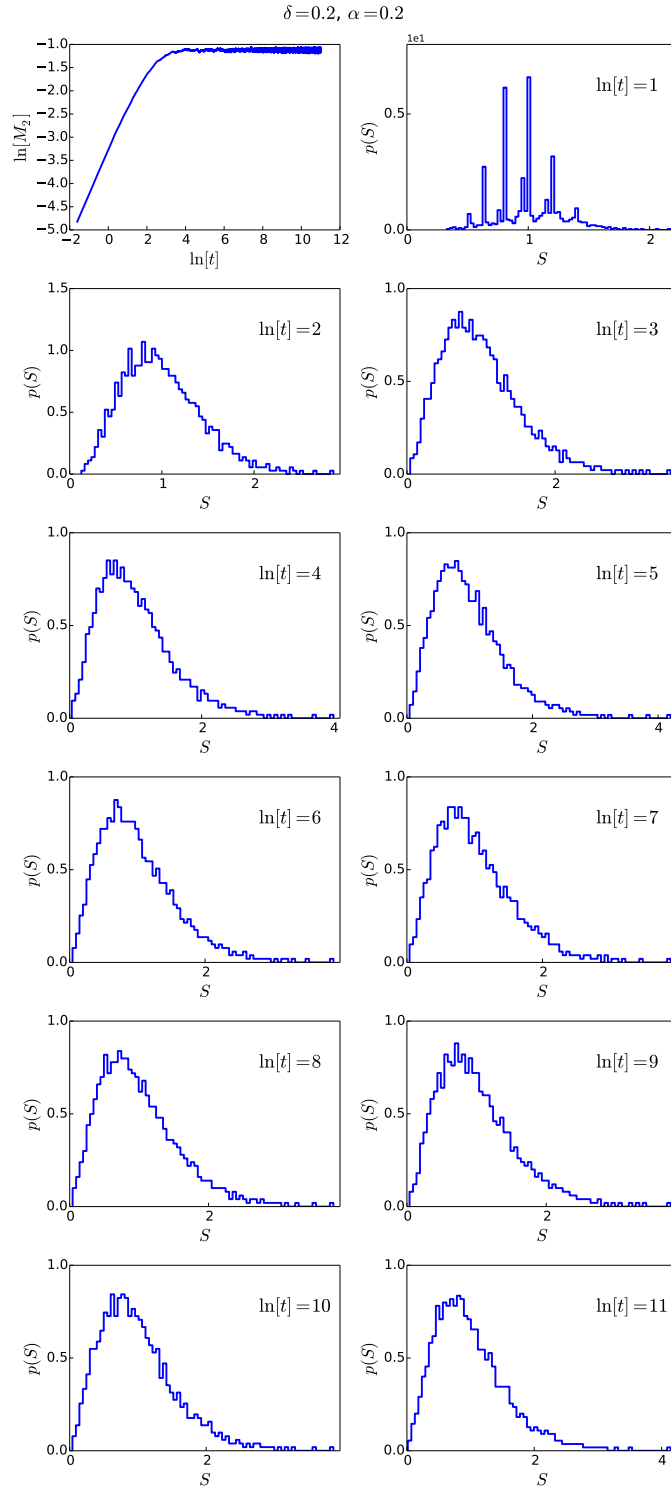 δ=0.2, α=0.2
−1.0
−1.5
−2.0
−2.5
−3.0
−3.5
−4.0
−4.5
−5.0
ln[M₂]
−2 0 2 4 6 8 10 12
ln[t]
1e1
ln[t]=1
0.5
0.0
p(S)
1 2
S
1.5
ln[t]=2
1.0
0.5
0.0
p(S)
0 1 2
S
1.0
ln[t]=3
0.5
0.0
p(S)
0 2
S
1.0
ln[t]=4
0.5
0.0
p(S)
0 2 4
S
1.0
ln[t]=5
0.5
0.0
p(S)
0 2 4
S
1.0
ln[t]=6
0.5
0.0
p(S)
0 2
S
1.0
ln[t]=7
0.5
0.0
p(S)
0 2
S
1.0
ln[t]=8
0.5
0.0
p(S)
0 2
S
1.0
ln[t]=9
0.5
0.0
p(S)
0 2
S
1.0
ln[t]=10
0.5
0.0
p(S)
0 2
S
1.0
ln[t]=11
0.5
0.0
p(S)
0 2 4
S